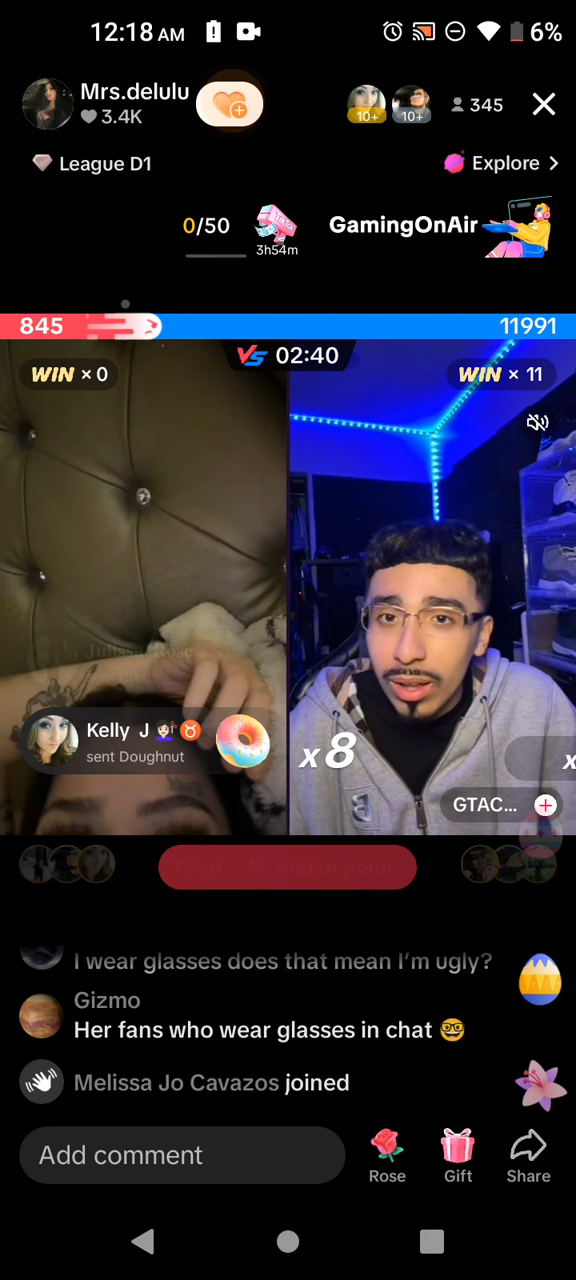 12:18 AM
6%
Mrs.delulu
3.4K
10+
10+
345
League D1
Explore >
0/50
TikTok
3h54m
GamingOnAir
845
11991
VS 02:40
WIN × 0
WIN × 11
Kelly J
sent Doughnut
x8
x
GTAC...
I wear glasses does that mean I'm ugly?
Gizmo
Her fans who wear glasses in chat 🤓
Melissa Jo Cavazos joined
Add comment
Rose
Gift
Share